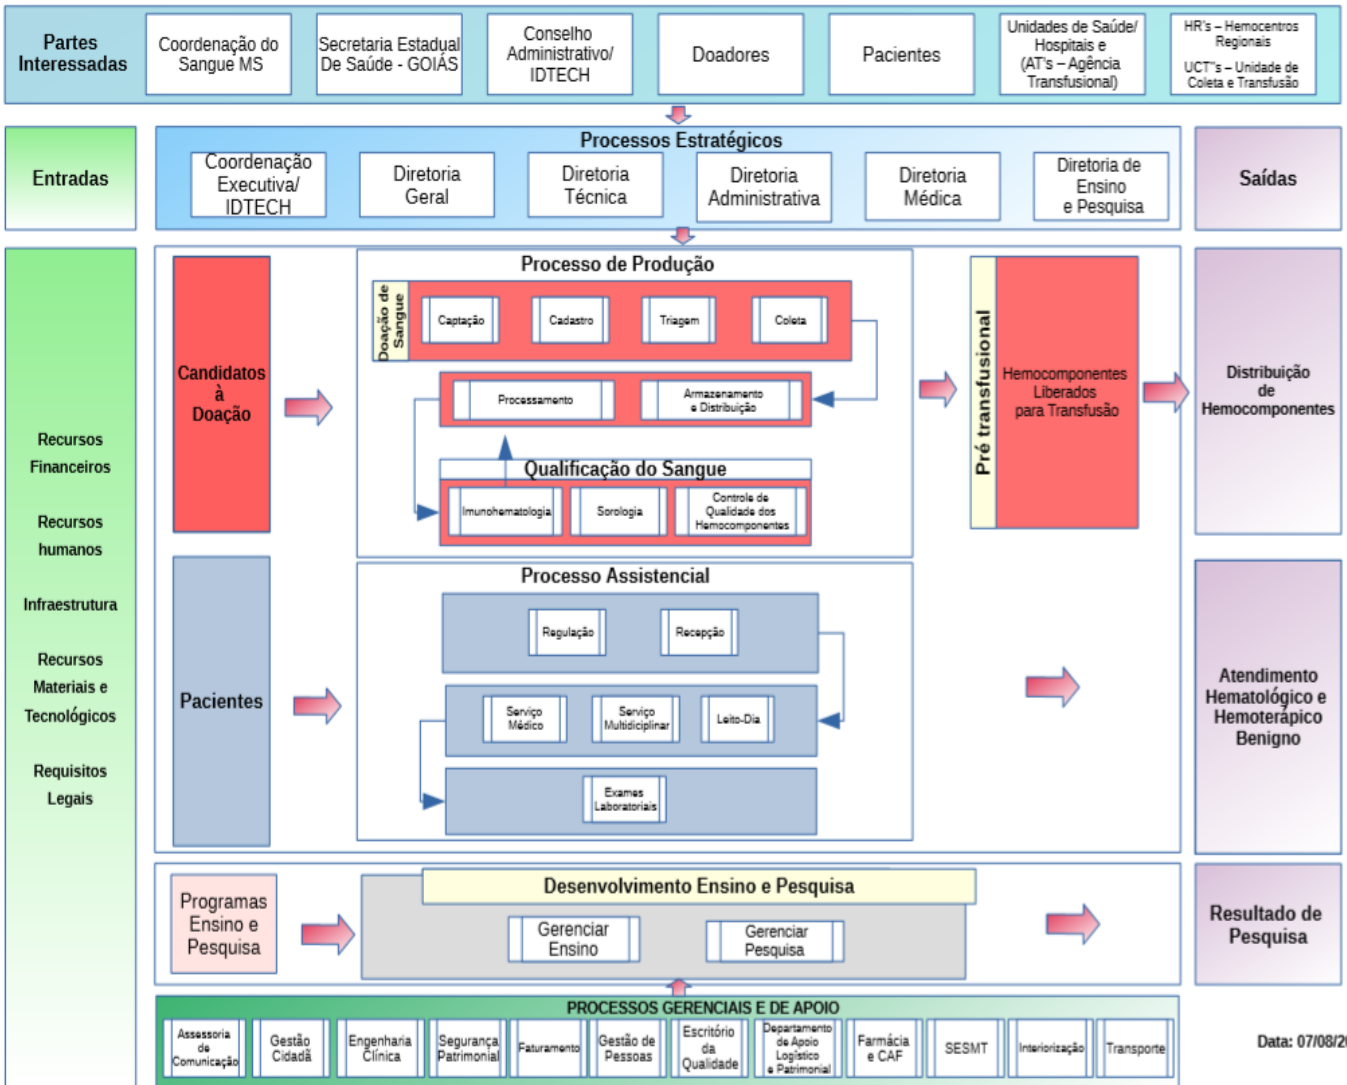 Partes
Interessadas
Coordenação do
Sangue MS
Secretaria Estadual
De Saúde - GOIÁS
Conselho
Administrativo/
IDTECH
Doadores
Pacientes
Unidades de Saúde/
Hospitais e
(AT's – Agência
Transfusional)
HR's – Hemocentros
Regionais
UCT"s – Unidade de
Coleta e Transfusão
Entradas
Processos Estratégicos
Coordenação
Executiva/
IDTECH
Diretoria
Geral
Diretoria
Técnica
Diretoria
Administrativa
Diretoria
Médica
Diretoria de
Ensino
e Pesquisa
Saídas
Recursos
Financeiros
Recursos
humanos
Infraestrutura
Recursos
Materiais e
Tecnológicos
Requisitos
Legais
Candidatos
à
Doação
Processo de Produção
Doação de
Sangue
Captação
Cadastro
Triagem
Coleta
Processamento
Armazenamento
e Distribuição
Qualificação do Sangue
Imunohematologia
Sorologia
Controle de
Qualidade dos
Hemocomponentes
Pré transfusional
Hemocomponentes
Liberados
para Transfusão
Distribuição
de
Hemocomponentes
Pacientes
Processo Assistencial
Regulação
Recepção
Serviço
Médico
Serviço
Multidiciplinar
Leito-Dia
Exames
Laboratoriais
Atendimento
Hematológico e
Hemoterápico
Benigno
Programas
Ensino e
Pesquisa
Desenvolvimento Ensino e Pesquisa
Gerenciar
Ensino
Gerenciar
Pesquisa
Resultado de
Pesquisa
PROCESSOS GERENCIAIS E DE APOIO
Assessoria
de
Comunicação
Gestão
Cidadã
Engenharia
Clínica
Segurança
Patrimonial
Faturamento
Gestão de
Pessoas
Escritório
da
Qualidade
Departamento
de Apoio
Logístico
e Patrimonial
Farmácia
e CAF
SESMT
Interiorização
Transporte
Data: 07/08/20